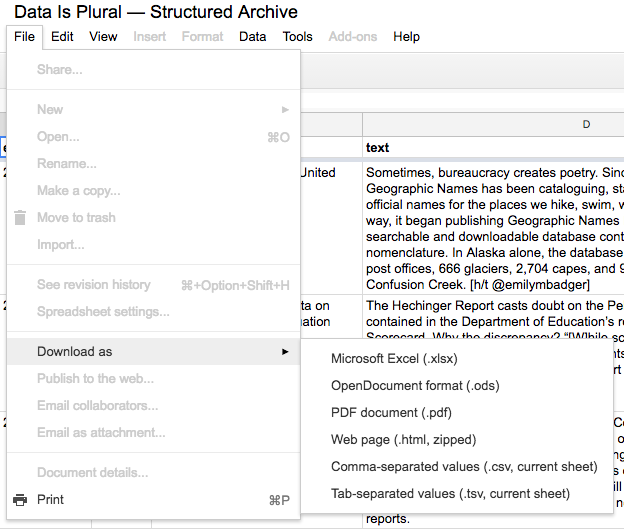 Data Is Plural — Structured Archive
File Edit View Insert Format Data Tools Add-ons Help
Share...
New
Open... ⌘O
Rename...
Make a copy...
Move to trash
Import...
See revision history ⌘+Option+Shift+H
Spreadsheet settings...
Download as
Publish to the web...
Email collaborators...
Email as attachment...
Document details...
Print ⌘P
Microsoft Excel (.xlsx)
OpenDocument format (.ods)
PDF document (.pdf)
Web page (.html, zipped)
Comma-separated values (.csv, current sheet)
Tab-separated values (.tsv, current sheet)
D
text
United
Sometimes, bureaucracy creates poetry. Sinc
Geographic Names has been cataloguing, sta
official names for the places we hike, swim, w
way, it began publishing Geographic Names
searchable and downloadable database cont
nomenclature. In Alaska alone, the database
post offices, 666 glaciers, 2,704 capes, and 9
Confusion Creek. [h/t @emilymbadger]
ta on
uation
The Hechinger Report casts doubt on the Pe
contained in the Department of Education's re
Scorecard. Why the discrepancy? "[W]hile sc
reports.